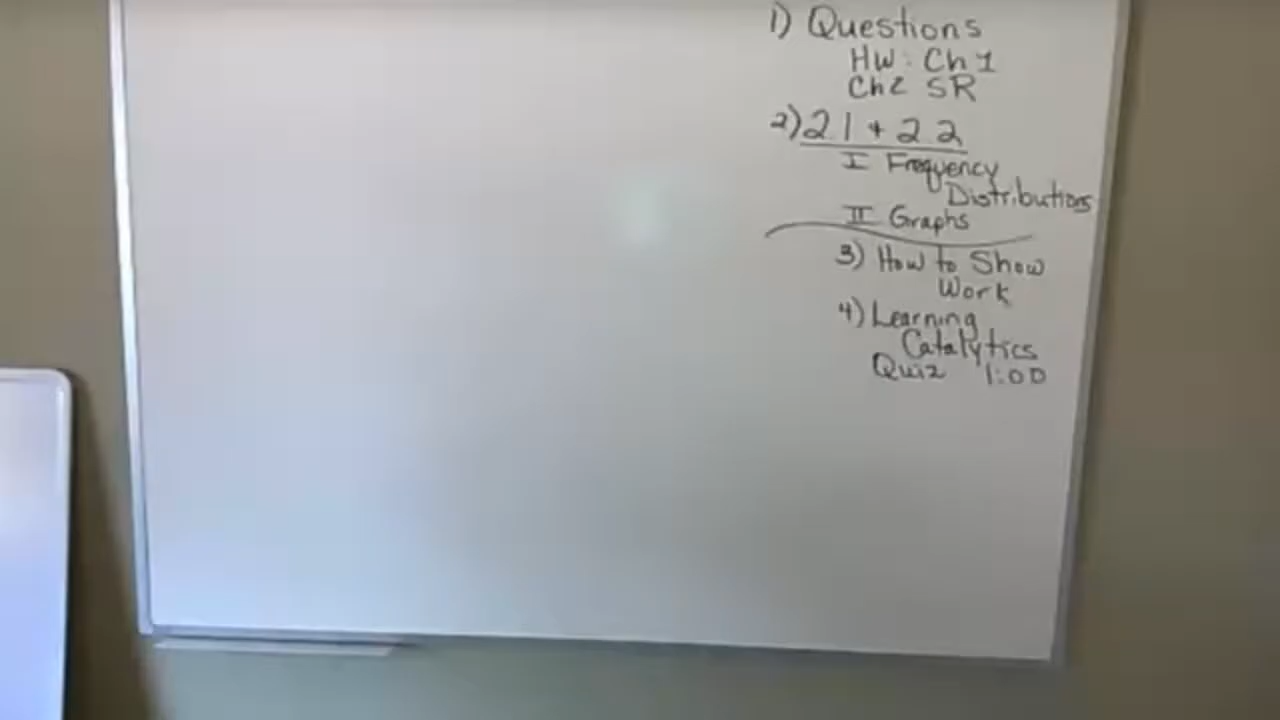 1) Questions
HW: Ch 1
Ch2 SR
2) 2.1 + 2.2
I Frequency
Distributions
II Graphs
3) How to Show
Work
4) Learning
Catalytics
Quiz 1:00